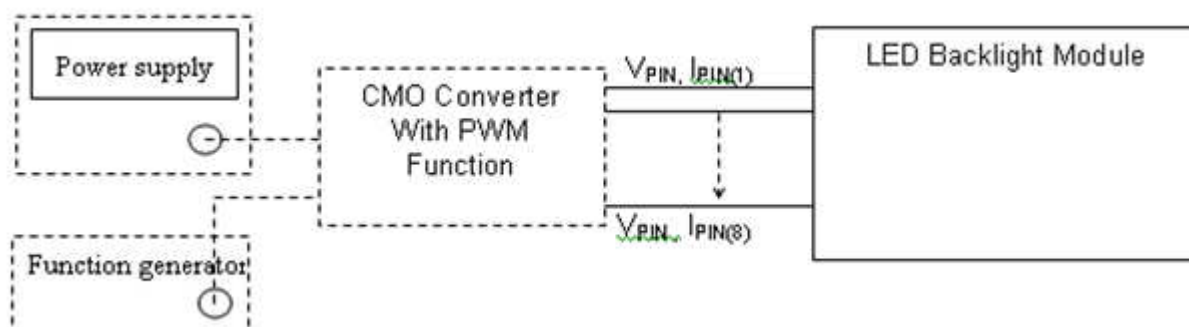 Power supply
CMO Converter
With PWM
Function
VPIN, IPIN(1)
LED Backlight Module
VPIN, IPIN(8)
Function generator